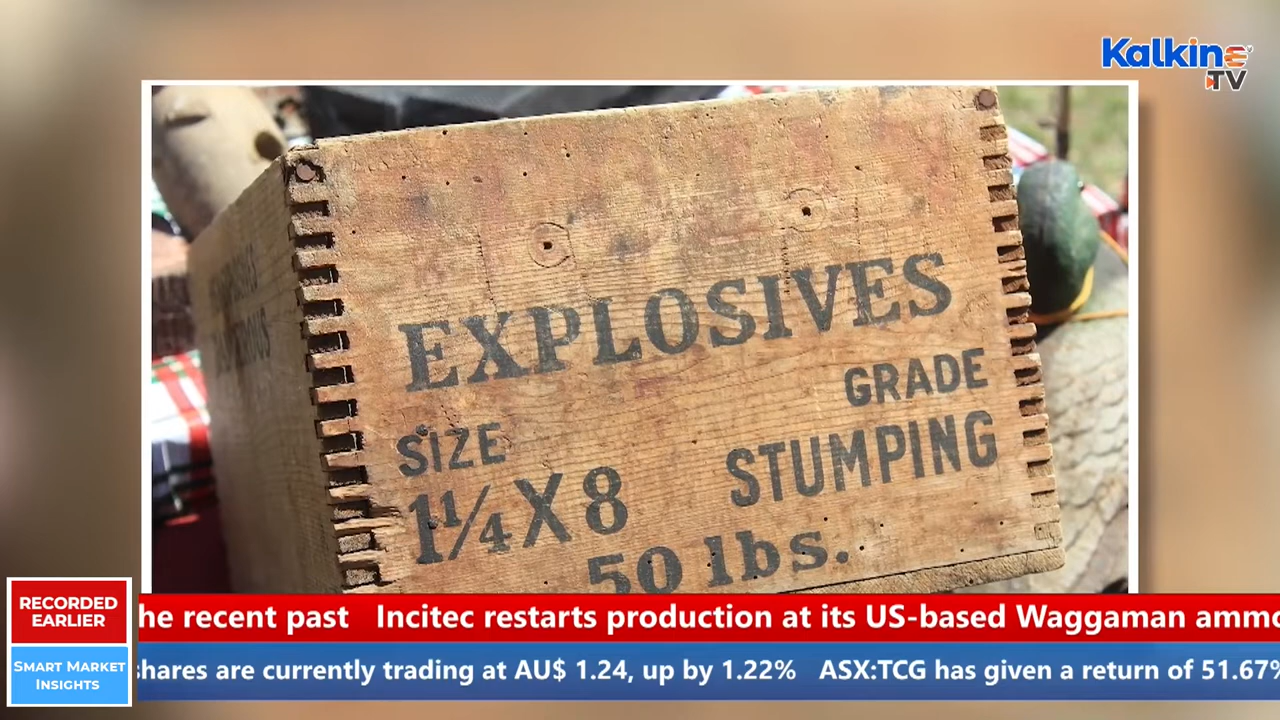 Kalkine
TV
EXPLOSIVES
GRADE
SIZE
STUMPING
1¼ X 8
50 lbs.
RECORDED
EARLIER
he recent past Incitec restarts production at its US-based Waggaman ammo
SMART MARKET
INSIGHTS
shares are currently trading at AU$ 1.24, up by 1.22% ASX:TCG has given a return of 51.67%